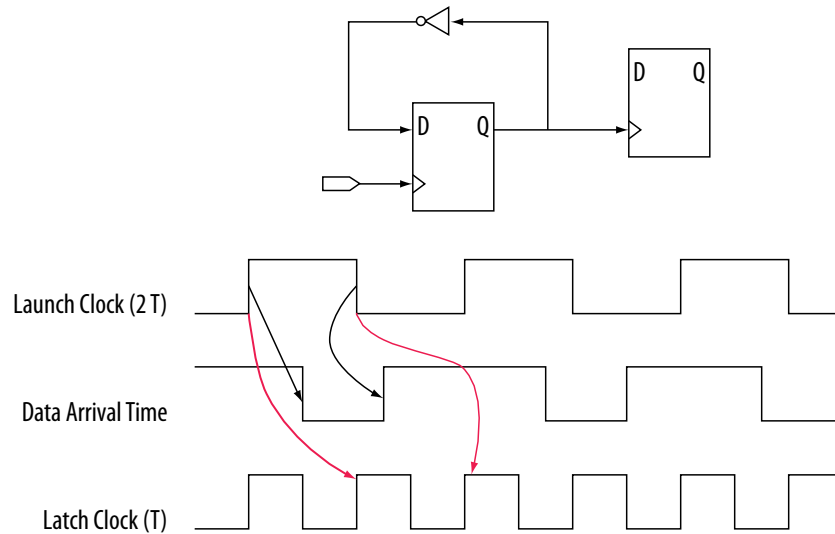 D Q
D Q
Launch Clock (2 T)
Data Arrival Time
Latch Clock (T)